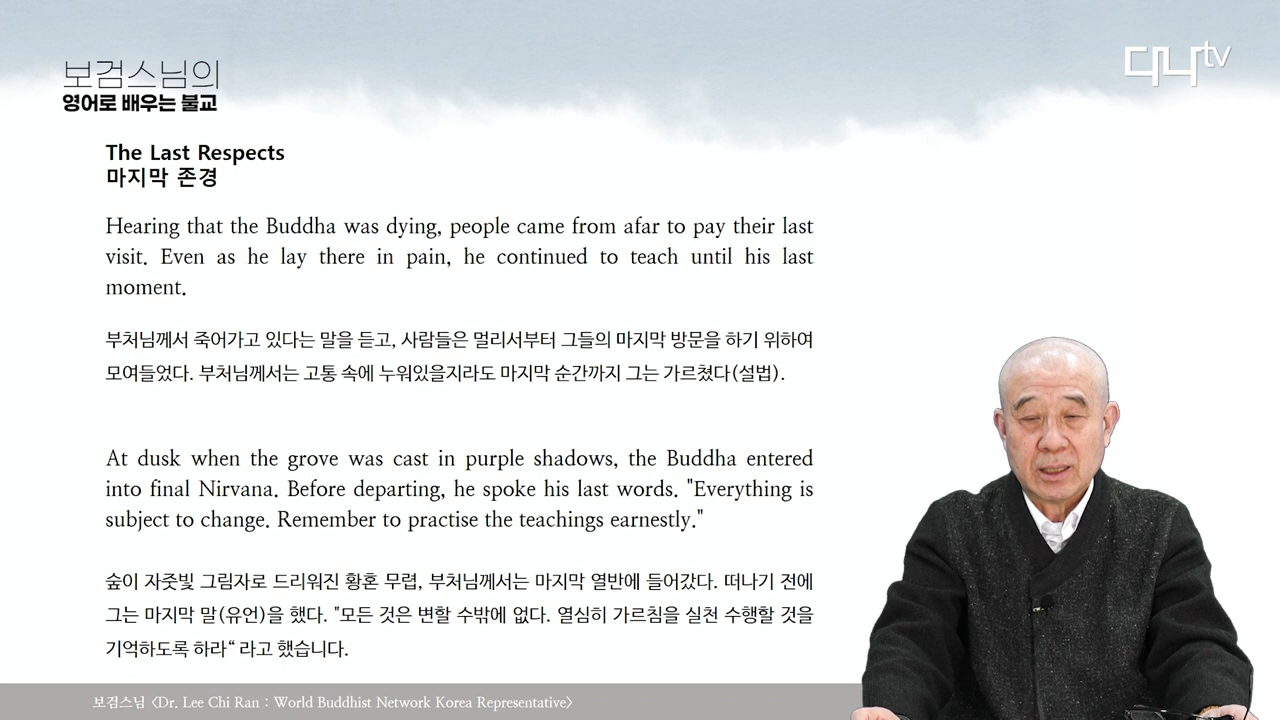 보검스님의
영어로 배우는 불교
디나tv
The Last Respects
마지막 존경
Hearing that the Buddha was dying, people came from afar to pay their last
visit. Even as he lay there in pain, he continued to teach until his last
moment.
부처님께서 죽어가고 있다는 말을 듣고, 사람들은 멀리서부터 그들의 마지막 방문을 하기 위하여
모여들었다. 부처님께서는 고통 속에 누워있을지라도 마지막 순간까지 그는 가르쳤다(설법).
At dusk when the grove was cast in purple shadows, the Buddha entered
into final Nirvana. Before departing, he spoke his last words. "Everything is
subject to change. Remember to practise the teachings earnestly."
숲이 자줏빛 그림자로 드리워진 황혼 무렵, 부처님께서는 마지막 열반에 들어갔다. 떠나기 전에
그는 마지막 말(유언)을 했다. "모든 것은 변할 수밖에 없다. 열심히 가르침을 실천 수행할 것을
기억하도록 하라“ 라고 했습니다.
보검스님 <Dr. Lee Chi Ran : World Buddhist Network Korea Representative>